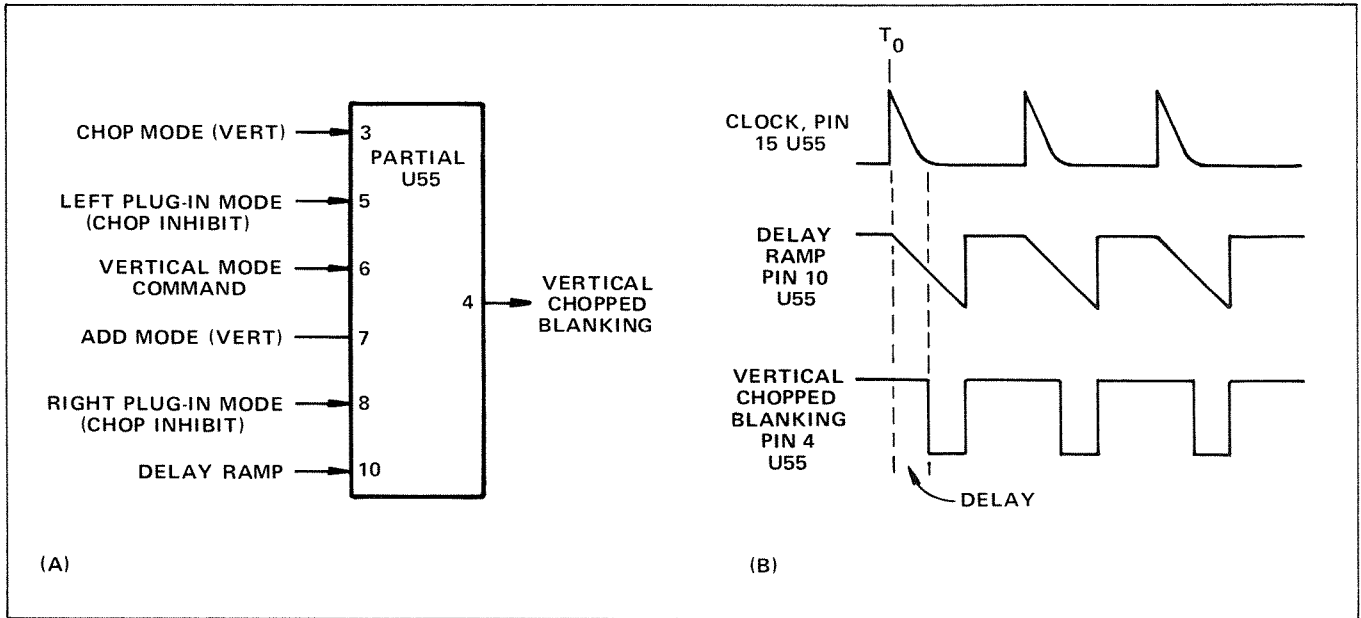 CHOP MODE (VERT)
3
PARTIAL
U55
LEFT PLUG-IN MODE
(CHOP INHIBIT)
5
VERTICAL MODE
COMMAND
6
4
VERTICAL
CHOPPED
BLANKING
ADD MODE (VERT)
7
RIGHT PLUG-IN MODE
(CHOP INHIBIT)
8
DELAY RAMP
10
(A)
T0
CLOCK, PIN
15 U55
DELAY
RAMP
PIN 10
U55
VERTICAL
CHOPPED
BLANKING
PIN 4
U55
DELAY
(B)